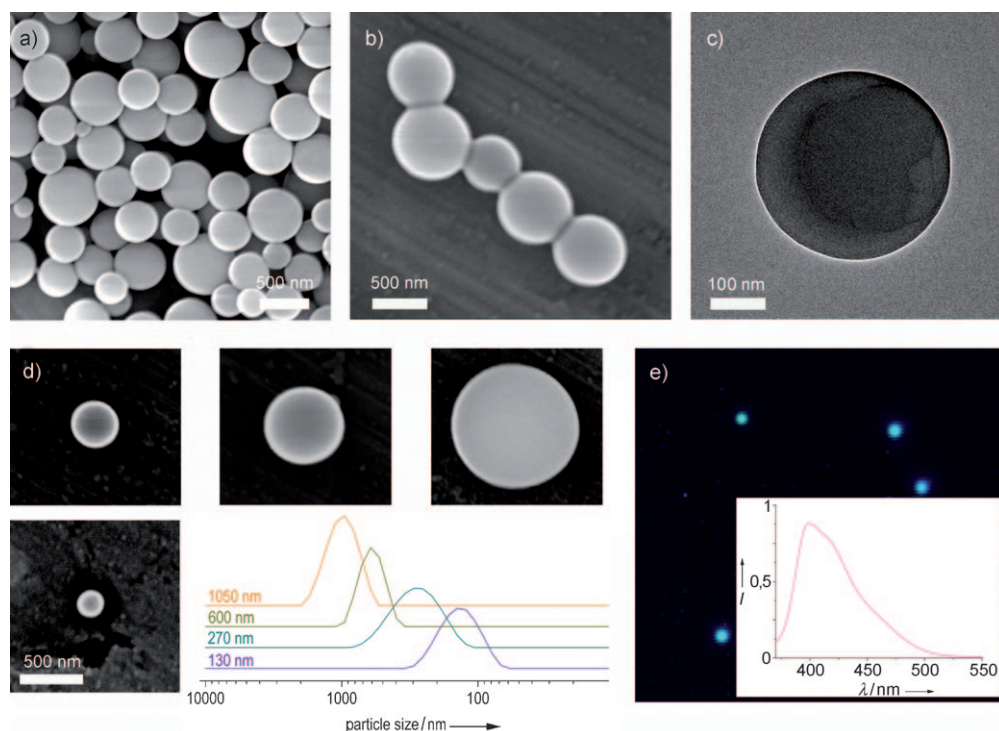 a)
500 nm
b)
500 nm
c)
100 nm
d)
500 nm
1050 nm
600 nm
270 nm
130 nm
10000 1000 100
particle size / nm
e)
1
0,5
0
I
400 450 500 550
λ/nm